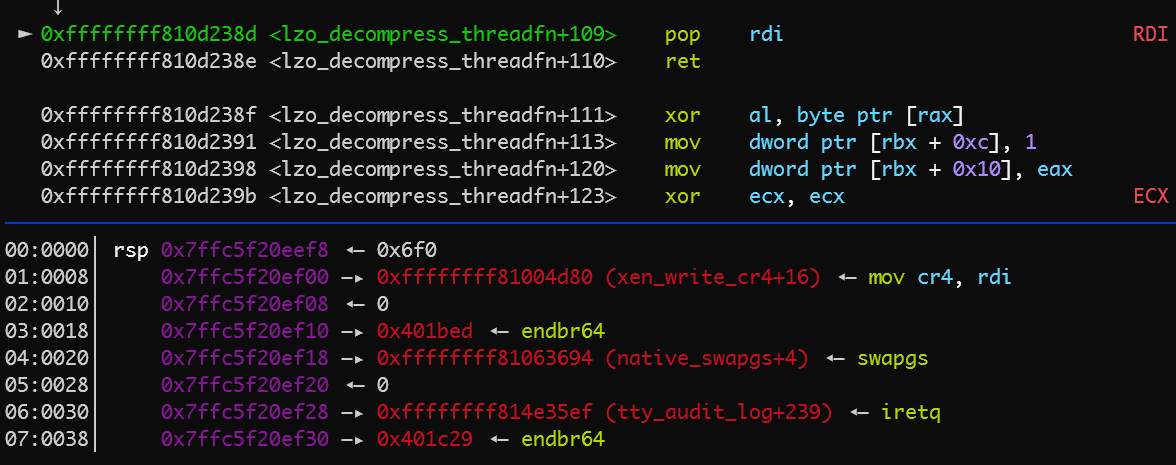 ↓
► 0xffffffff810d238d <lzo_decompress_threadfn+109> pop rdi RDI
0xffffffff810d238e <lzo_decompress_threadfn+110> ret
0xffffffff810d238f <lzo_decompress_threadfn+111> xor al, byte ptr [rax]
0xffffffff810d2391 <lzo_decompress_threadfn+113> mov dword ptr [rbx + 0xc], 1
0xffffffff810d2398 <lzo_decompress_threadfn+120> mov dword ptr [rbx + 0x10], eax
0xffffffff810d239b <lzo_decompress_threadfn+123> xor ecx, ecx ECX
00:0000│ rsp 0x7ffc5f20eef8 ◂— 0x6f0
01:0008│ 0x7ffc5f20ef00 —▸ 0xffffffff81004d80 (xen_write_cr4+16) ◂— mov cr4, rdi
02:0010│ 0x7ffc5f20ef08 ◂— 0
03:0018│ 0x7ffc5f20ef10 —▸ 0x401bed ◂— endbr64
04:0020│ 0x7ffc5f20ef18 —▸ 0xffffffff81063694 (native_swapgs+4) ◂— swapgs
05:0028│ 0x7ffc5f20ef20 ◂— 0
06:0030│ 0x7ffc5f20ef28 —▸ 0xffffffff814e35ef (tty_audit_log+239) ◂— iretq
07:0038│ 0x7ffc5f20ef30 —▸ 0x401c29 ◂— endbr64